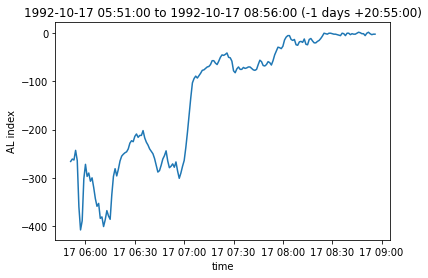 1992-10-17 05:51:00 to 1992-10-17 08:56:00 (-1 days +20:55:00)
AL index
0
−100
−200
−300
−400
17 06:00 17 06:30 17 07:00 17 07:30 17 08:00 17 08:30 17 09:00
time